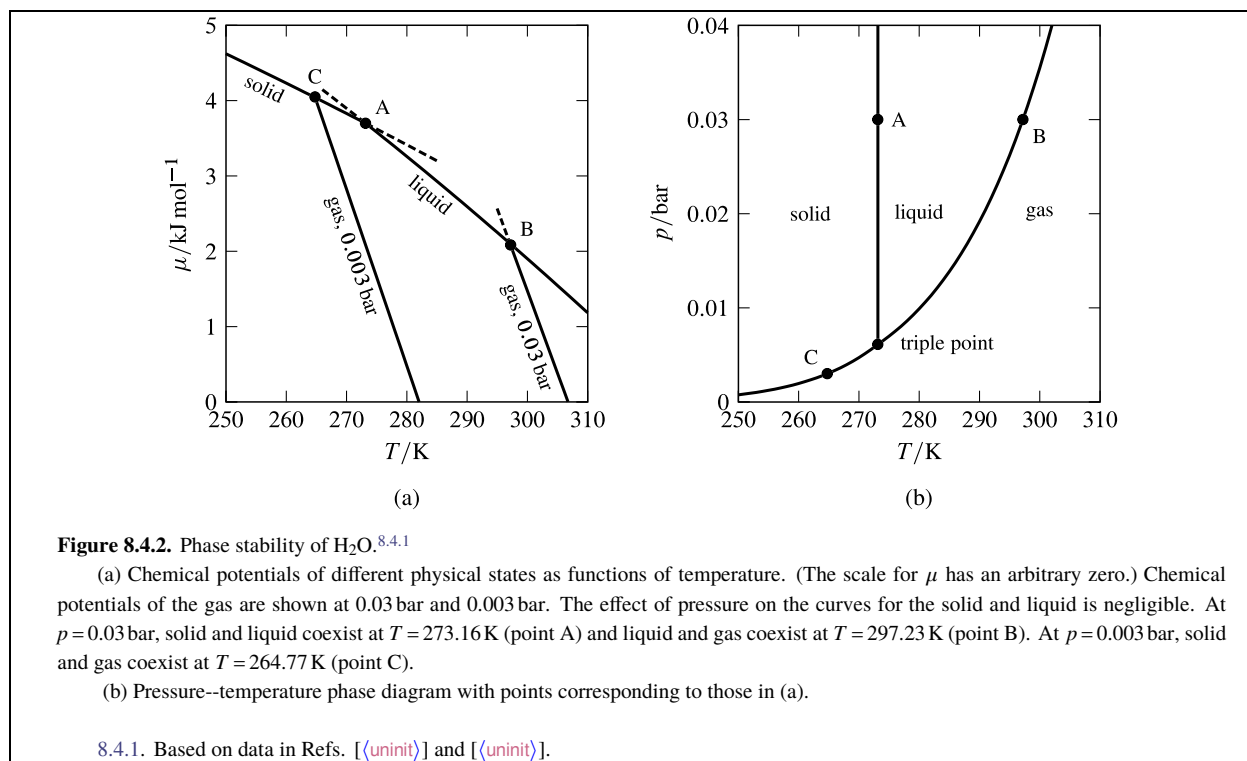 5
4
3
2
1
0
250 260 270 280 290 300 310
μ/kJ mol−1
T/K
solid
C
A
liquid
B
gas, 0.003 bar
gas, 0.03 bar
(a)
0.04
0.03
0.02
0.01
0
250 260 270 280 290 300 310
p/bar
T/K
A
B
solid
liquid
gas
C
triple point
(b)
Figure 8.4.2. Phase stability of H2O.8.4.1
(a) Chemical potentials of different physical states as functions of temperature. (The scale for μ has an arbitrary zero.) Chemical
potentials of the gas are shown at 0.03 bar and 0.003 bar. The effect of pressure on the curves for the solid and liquid is negligible. At
p = 0.03 bar, solid and liquid coexist at T = 273.16 K (point A) and liquid and gas coexist at T = 297.23 K (point B). At p = 0.003 bar, solid
and gas coexist at T = 264.77 K (point C).
(b) Pressure--temperature phase diagram with points corresponding to those in (a).
8.4.1. Based on data in Refs. [⟨uninit⟩] and [⟨uninit⟩].